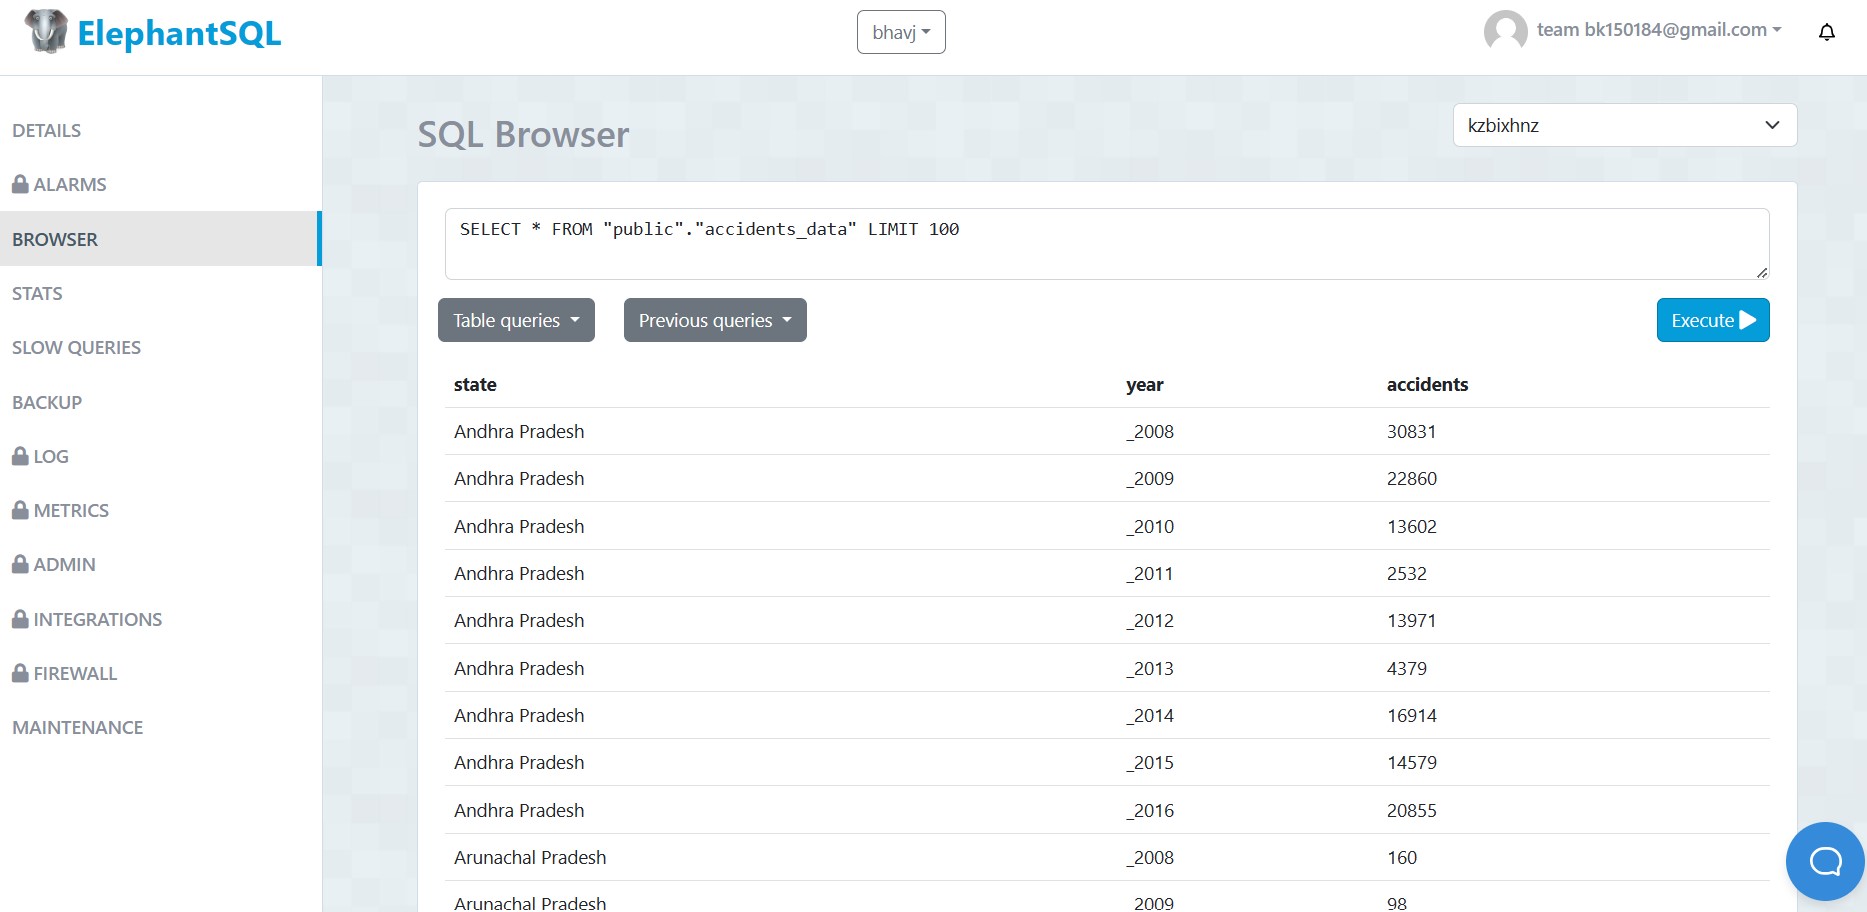 ElephantSQL
bhavj
team bk150184@gmail.com
DETAILS
ALARMS
BROWSER
STATS
SLOW QUERIES
BACKUP
LOG
METRICS
ADMIN
INTEGRATIONS
FIREWALL
MAINTENANCE
SQL Browser
kzbixhnz
SELECT * FROM "public"."accidents_data" LIMIT 100
Table queries Previous queries Execute
state year accidents
Andhra Pradesh _2008 30831
Andhra Pradesh _2009 22860
Andhra Pradesh _2010 13602
Andhra Pradesh _2011 2532
Andhra Pradesh _2012 13971
Andhra Pradesh _2013 4379
Andhra Pradesh _2014 16914
Andhra Pradesh _2015 14579
Andhra Pradesh _2016 20855
Arunachal Pradesh _2008 160
Arunachal Pradesh _2009 98